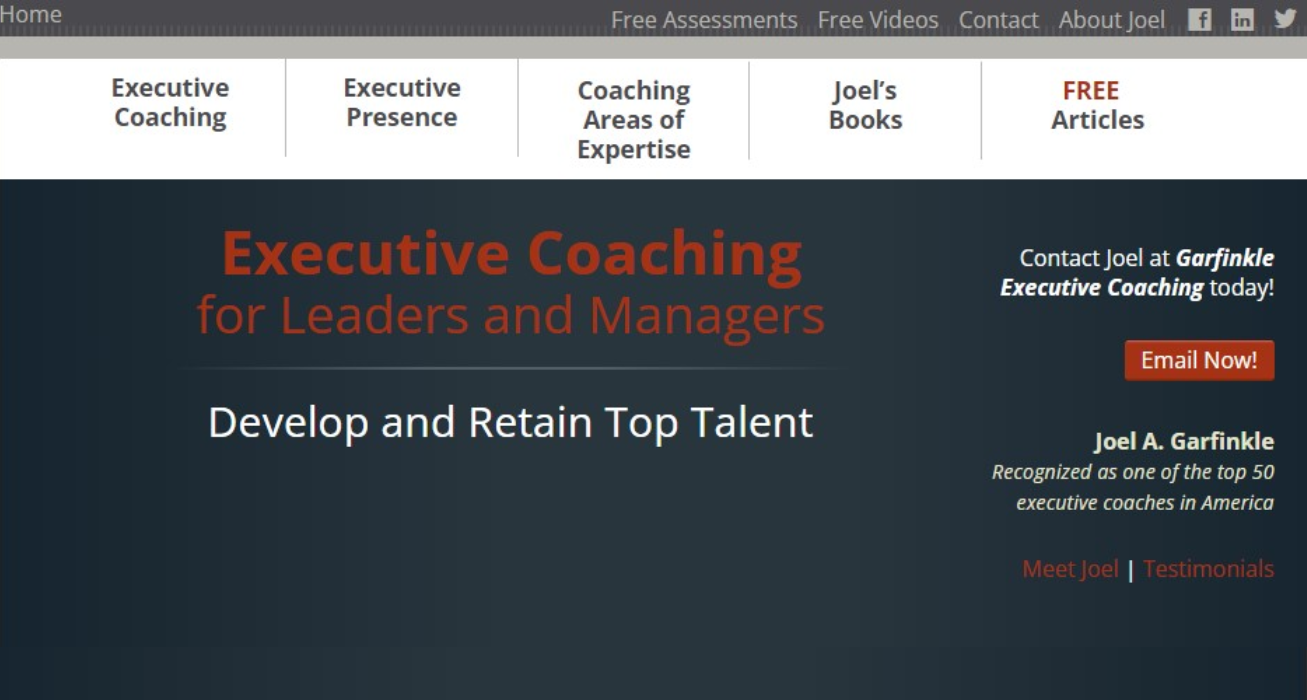 Home
Free Assessments Free Videos Contact About Joel
Executive
Coaching
Executive
Presence
Coaching
Areas of
Expertise
Joel’s
Books
FREE
Articles
Executive Coaching
for Leaders and Managers
Develop and Retain Top Talent
Contact Joel at Garfinkle
Executive Coaching today!
Email Now!
Joel A. Garfinkle
Recognized as one of the top 50
executive coaches in America
Meet Joel | Testimonials